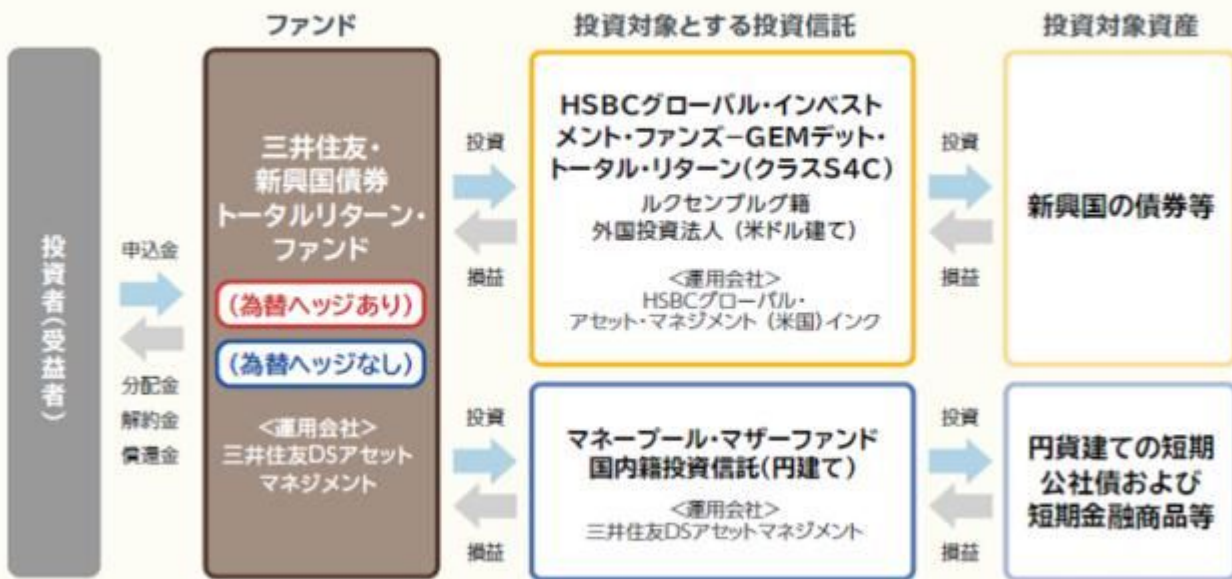 ファンド
投資対象とする投資信託
投資対象資産
投資者(受益者)
申込金
分配金
解約金
償還金
三井住友・
新興国債券
トータルリターン・
ファンド
(為替ヘッジあり)
(為替ヘッジなし)
<運用会社>
三井住友DSアセット
マネジメント
投資
損益
HSBCグローバル・インベスト
メント・ファンズ−GEMデット・
トータル・リターン(クラスS4C)
ルクセンブルグ籍
外国投資法人(米ドル建て)
<運用会社>
HSBCグローバル・
アセット・マネジメント(米国)インク
投資
損益
新興国の債券等
投資
損益
マネープール・マザーファンド
国内籍投資信託(円建て)
<運用会社>
三井住友DSアセットマネジメント
投資
損益
円貨建ての短期
公社債および
短期金融商品等